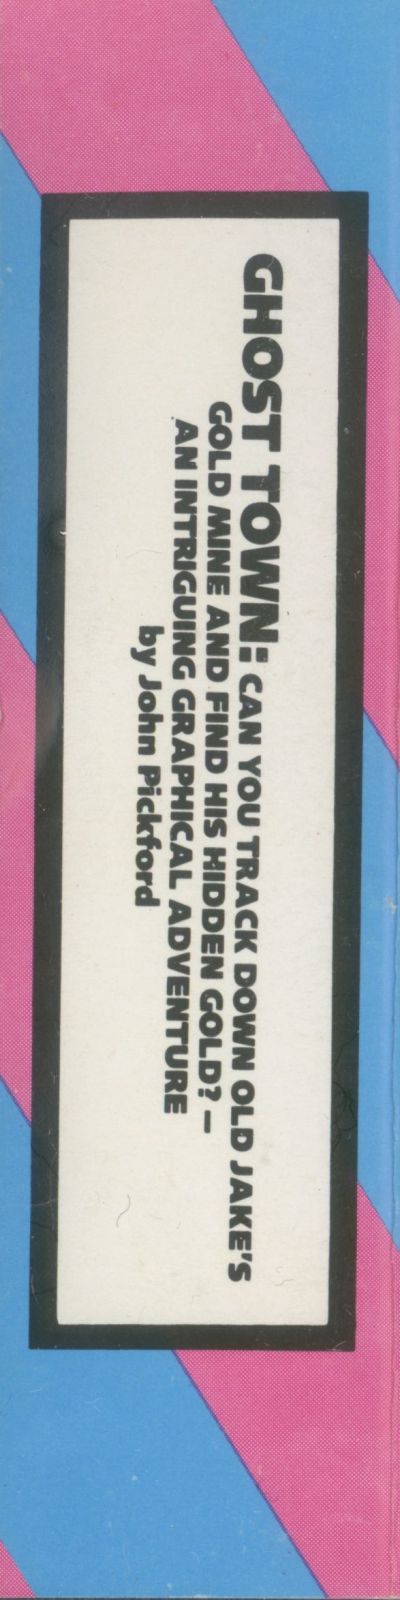 GHOST TOWN: CAN YOU TRACK DOWN OLD JAKE'S
GOLD MINE AND FIND HIS HIDDEN GOLD? –
AN INTRIGUING GRAPHICAL ADVENTURE
by John Pickford